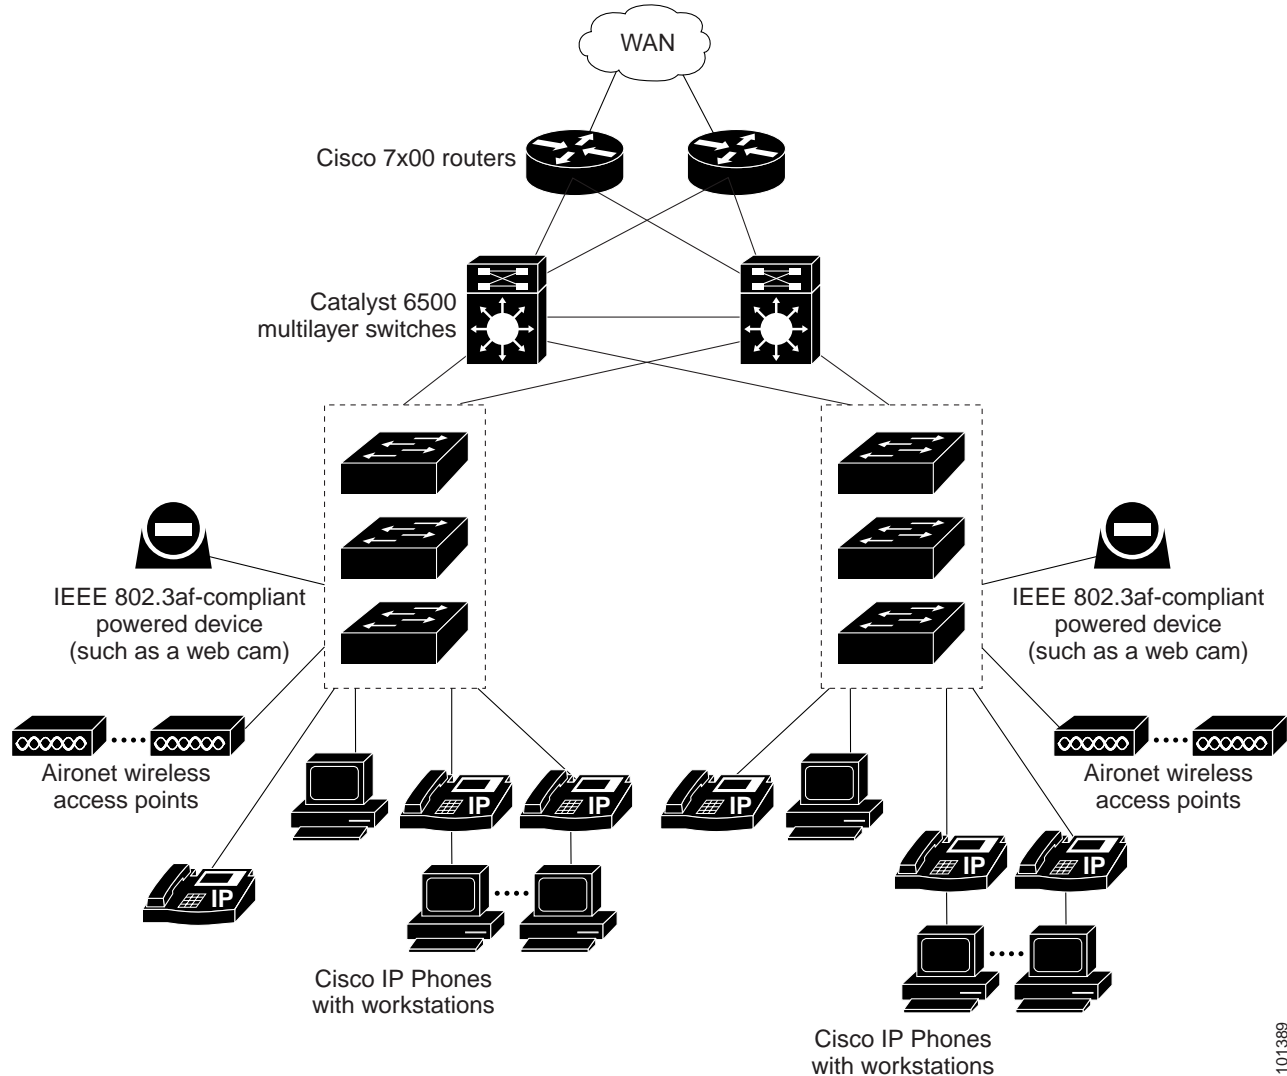 WAN
Cisco 7x00 routers
Catalyst 6500
multilayer switches
IEEE 802.3af-compliant
powered device
(such as a web cam)
IEEE 802.3af-compliant
powered device
(such as a web cam)
Aironet wireless
access points
Aironet wireless
access points
IP
IP
IP
IP
IP
IP
Cisco IP Phones
with workstations
Cisco IP Phones
with workstations
101389